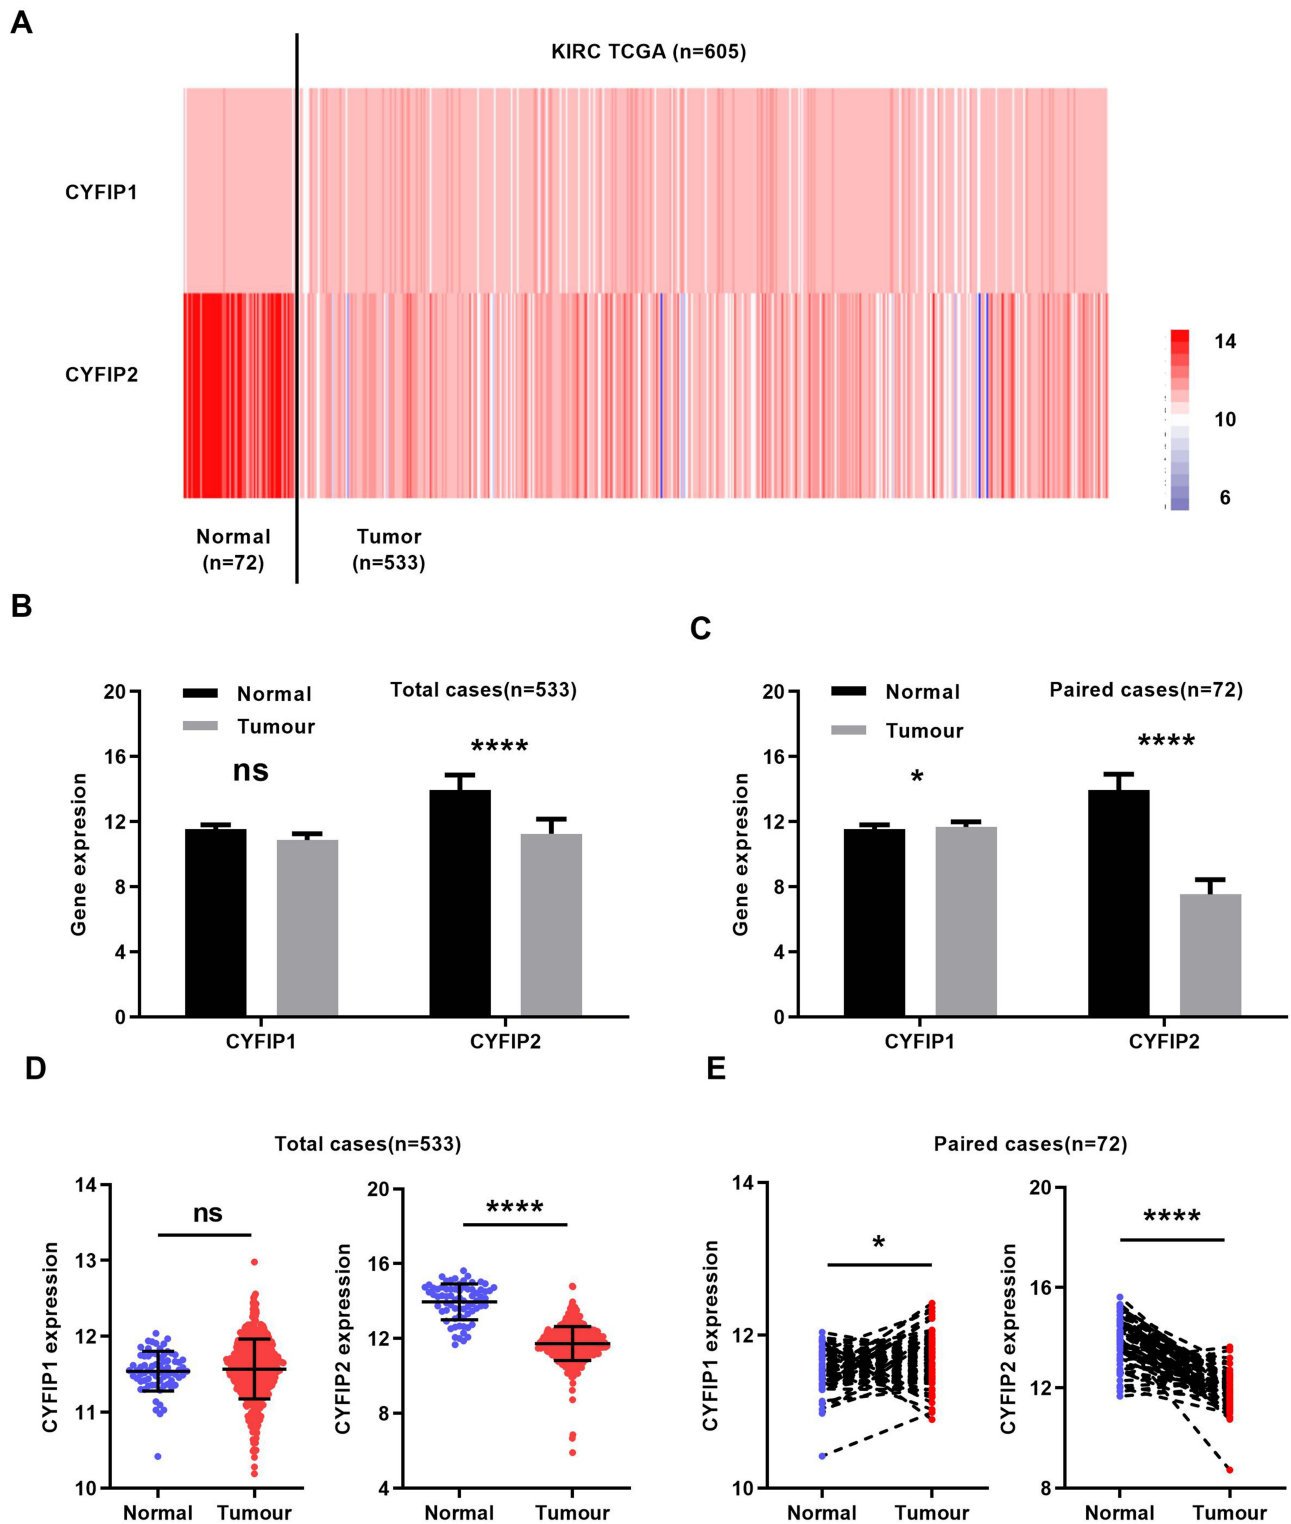 A
KIRC TCGA (n=605)
CYFIP1
CYFIP2
14
10
6
Normal
(n=72)
Tumor
(n=533)
B
Normal
Tumour
Total cases(n=533)
20
16
12
8
4
0
Gene expression
ns
****
CYFIP1
CYFIP2
C
Normal
Tumour
Paired cases(n=72)
20
16
12
8
4
0
Gene expression
*
****
CYFIP1
CYFIP2
D
Total cases(n=533)
14
13
12
11
10
CYFIP1 expression
ns
Normal
Tumour
20
16
12
8
4
CYFIP2 expression
****
Normal
Tumour
E
Paired cases(n=72)
14
12
10
CYFIP1 expression
*
Normal
Tumour
20
16
12
8
CYFIP2 expression
****
Normal
Tumour